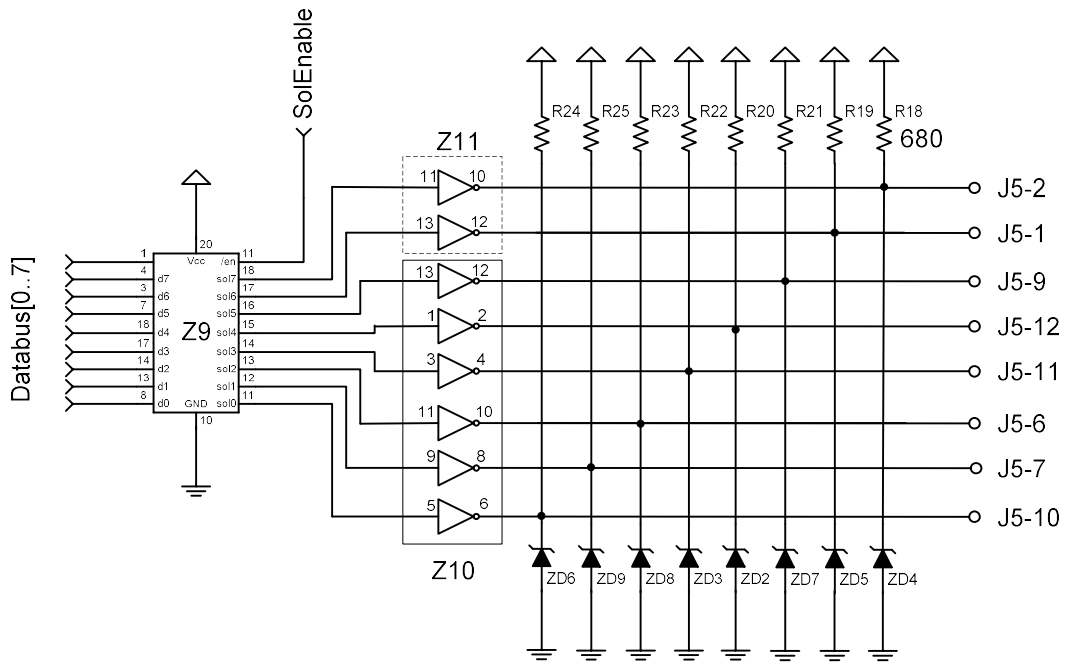 SolEnable
R24 R25 R23 R22 R20 R21 R19 R18
680
Z11
11 10
J5-2
13 12
J5-1
20
Vcc
1 /en 11
4 d7 sol7 18
3 d6 sol6 17
7 d5 sol5 16
18 d4 sol4 15
17 d3 sol3 14
14 d2 sol2 13
13 d1 sol1 12
8 d0 GND sol0 11
10
Z9
Databus[0..7]
13 12
J5-9
1 2
J5-12
3 4
J5-11
11 10
J5-6
9 8
J5-7
5 6
J5-10
Z10
ZD6 ZD9 ZD8 ZD3 ZD2 ZD7 ZD5 ZD4